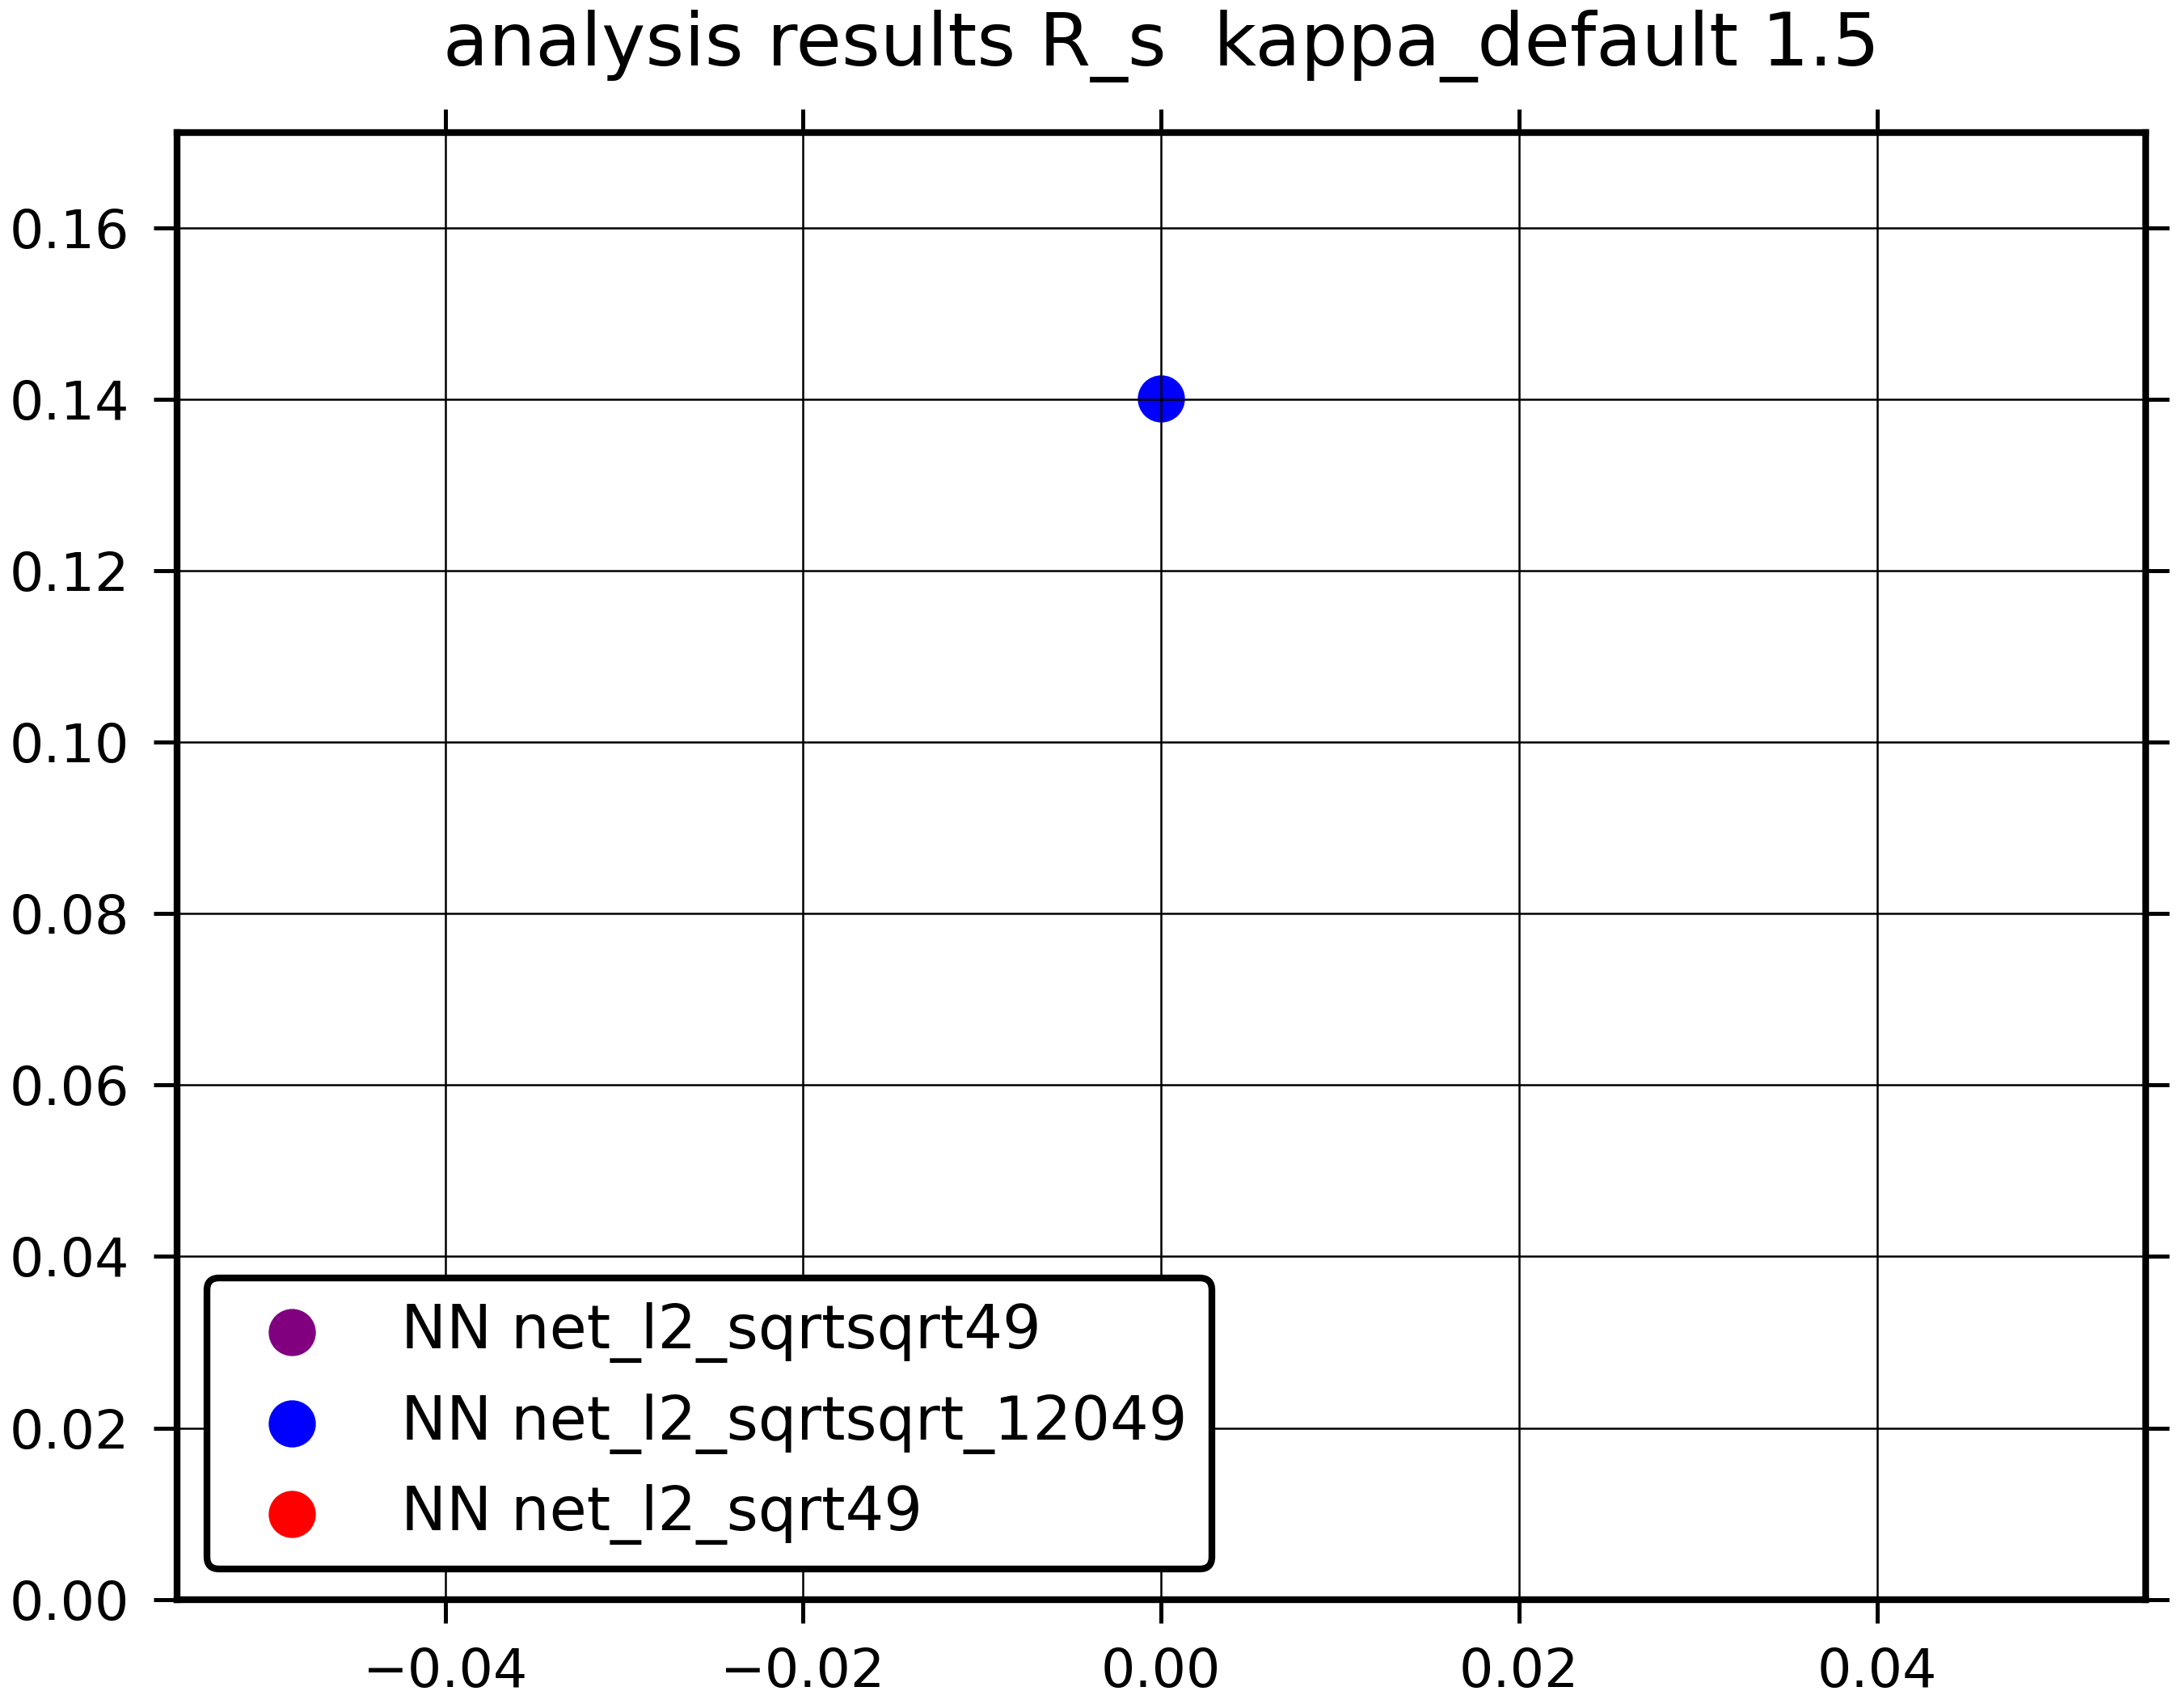 analysis results R_s  kappa_default 1.5
0.16
0.14
0.12
0.10
0.08
0.06
0.04
0.02
0.00
NN net_l2_sqrtsqrt49
NN net_l2_sqrtsqrt_12049
NN net_l2_sqrt49
−0.04 −0.02 0.00 0.02 0.04